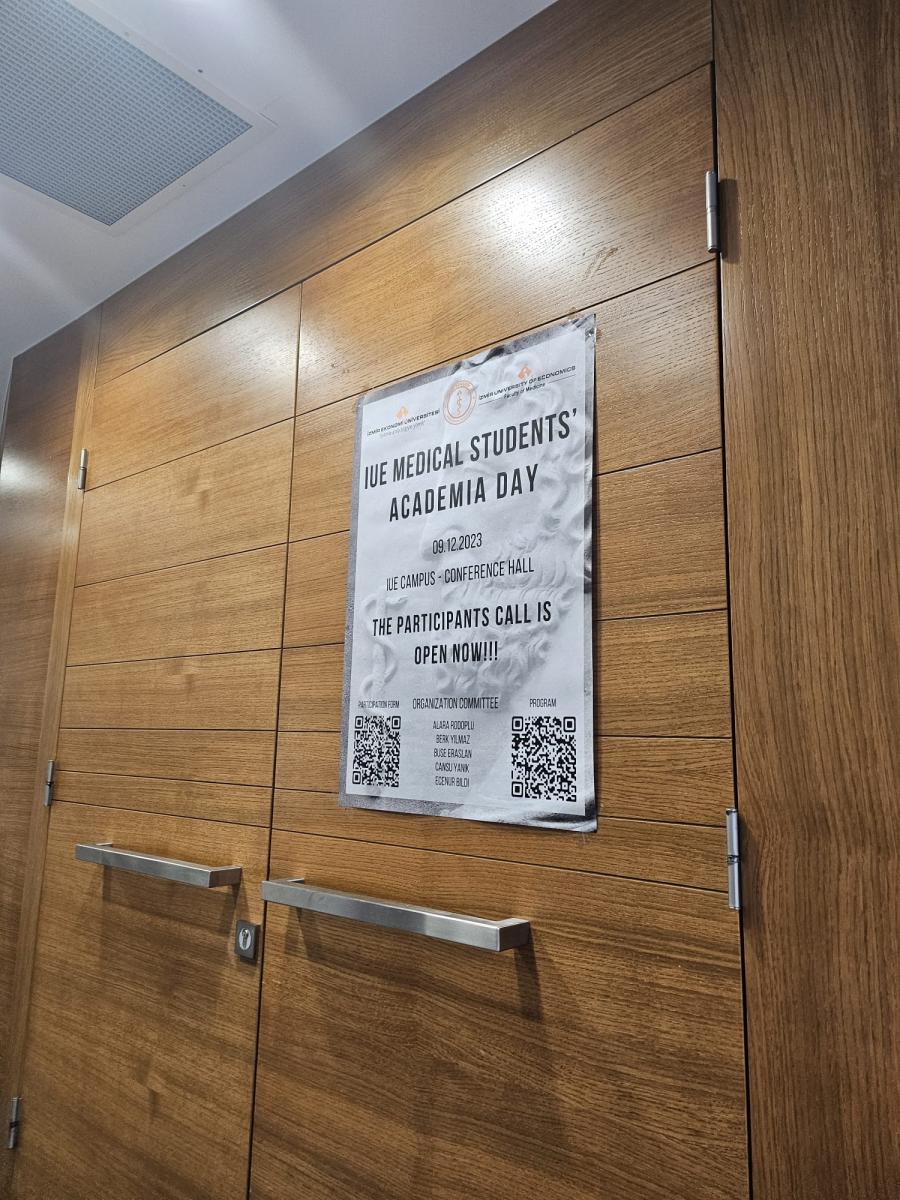 İZMİR EKONOMİ ÜNİVERSİTESİ
İZMİR UNIVERSITY OF ECONOMICS
Faculty of Medicine
IUE MEDICAL STUDENTS'
ACADEMIA DAY
09.12.2023
IUE CAMPUS - CONFERENCE HALL
THE PARTICIPANTS CALL IS
OPEN NOW!!!
PARTICIPATION FORM
ORGANIZATION COMMITTEE
PROGRAM
ALARA RODOPLU
BERK YILMAZ
BUSE ERASLAN
CANSU YANIK
ECENUR BİLDİ